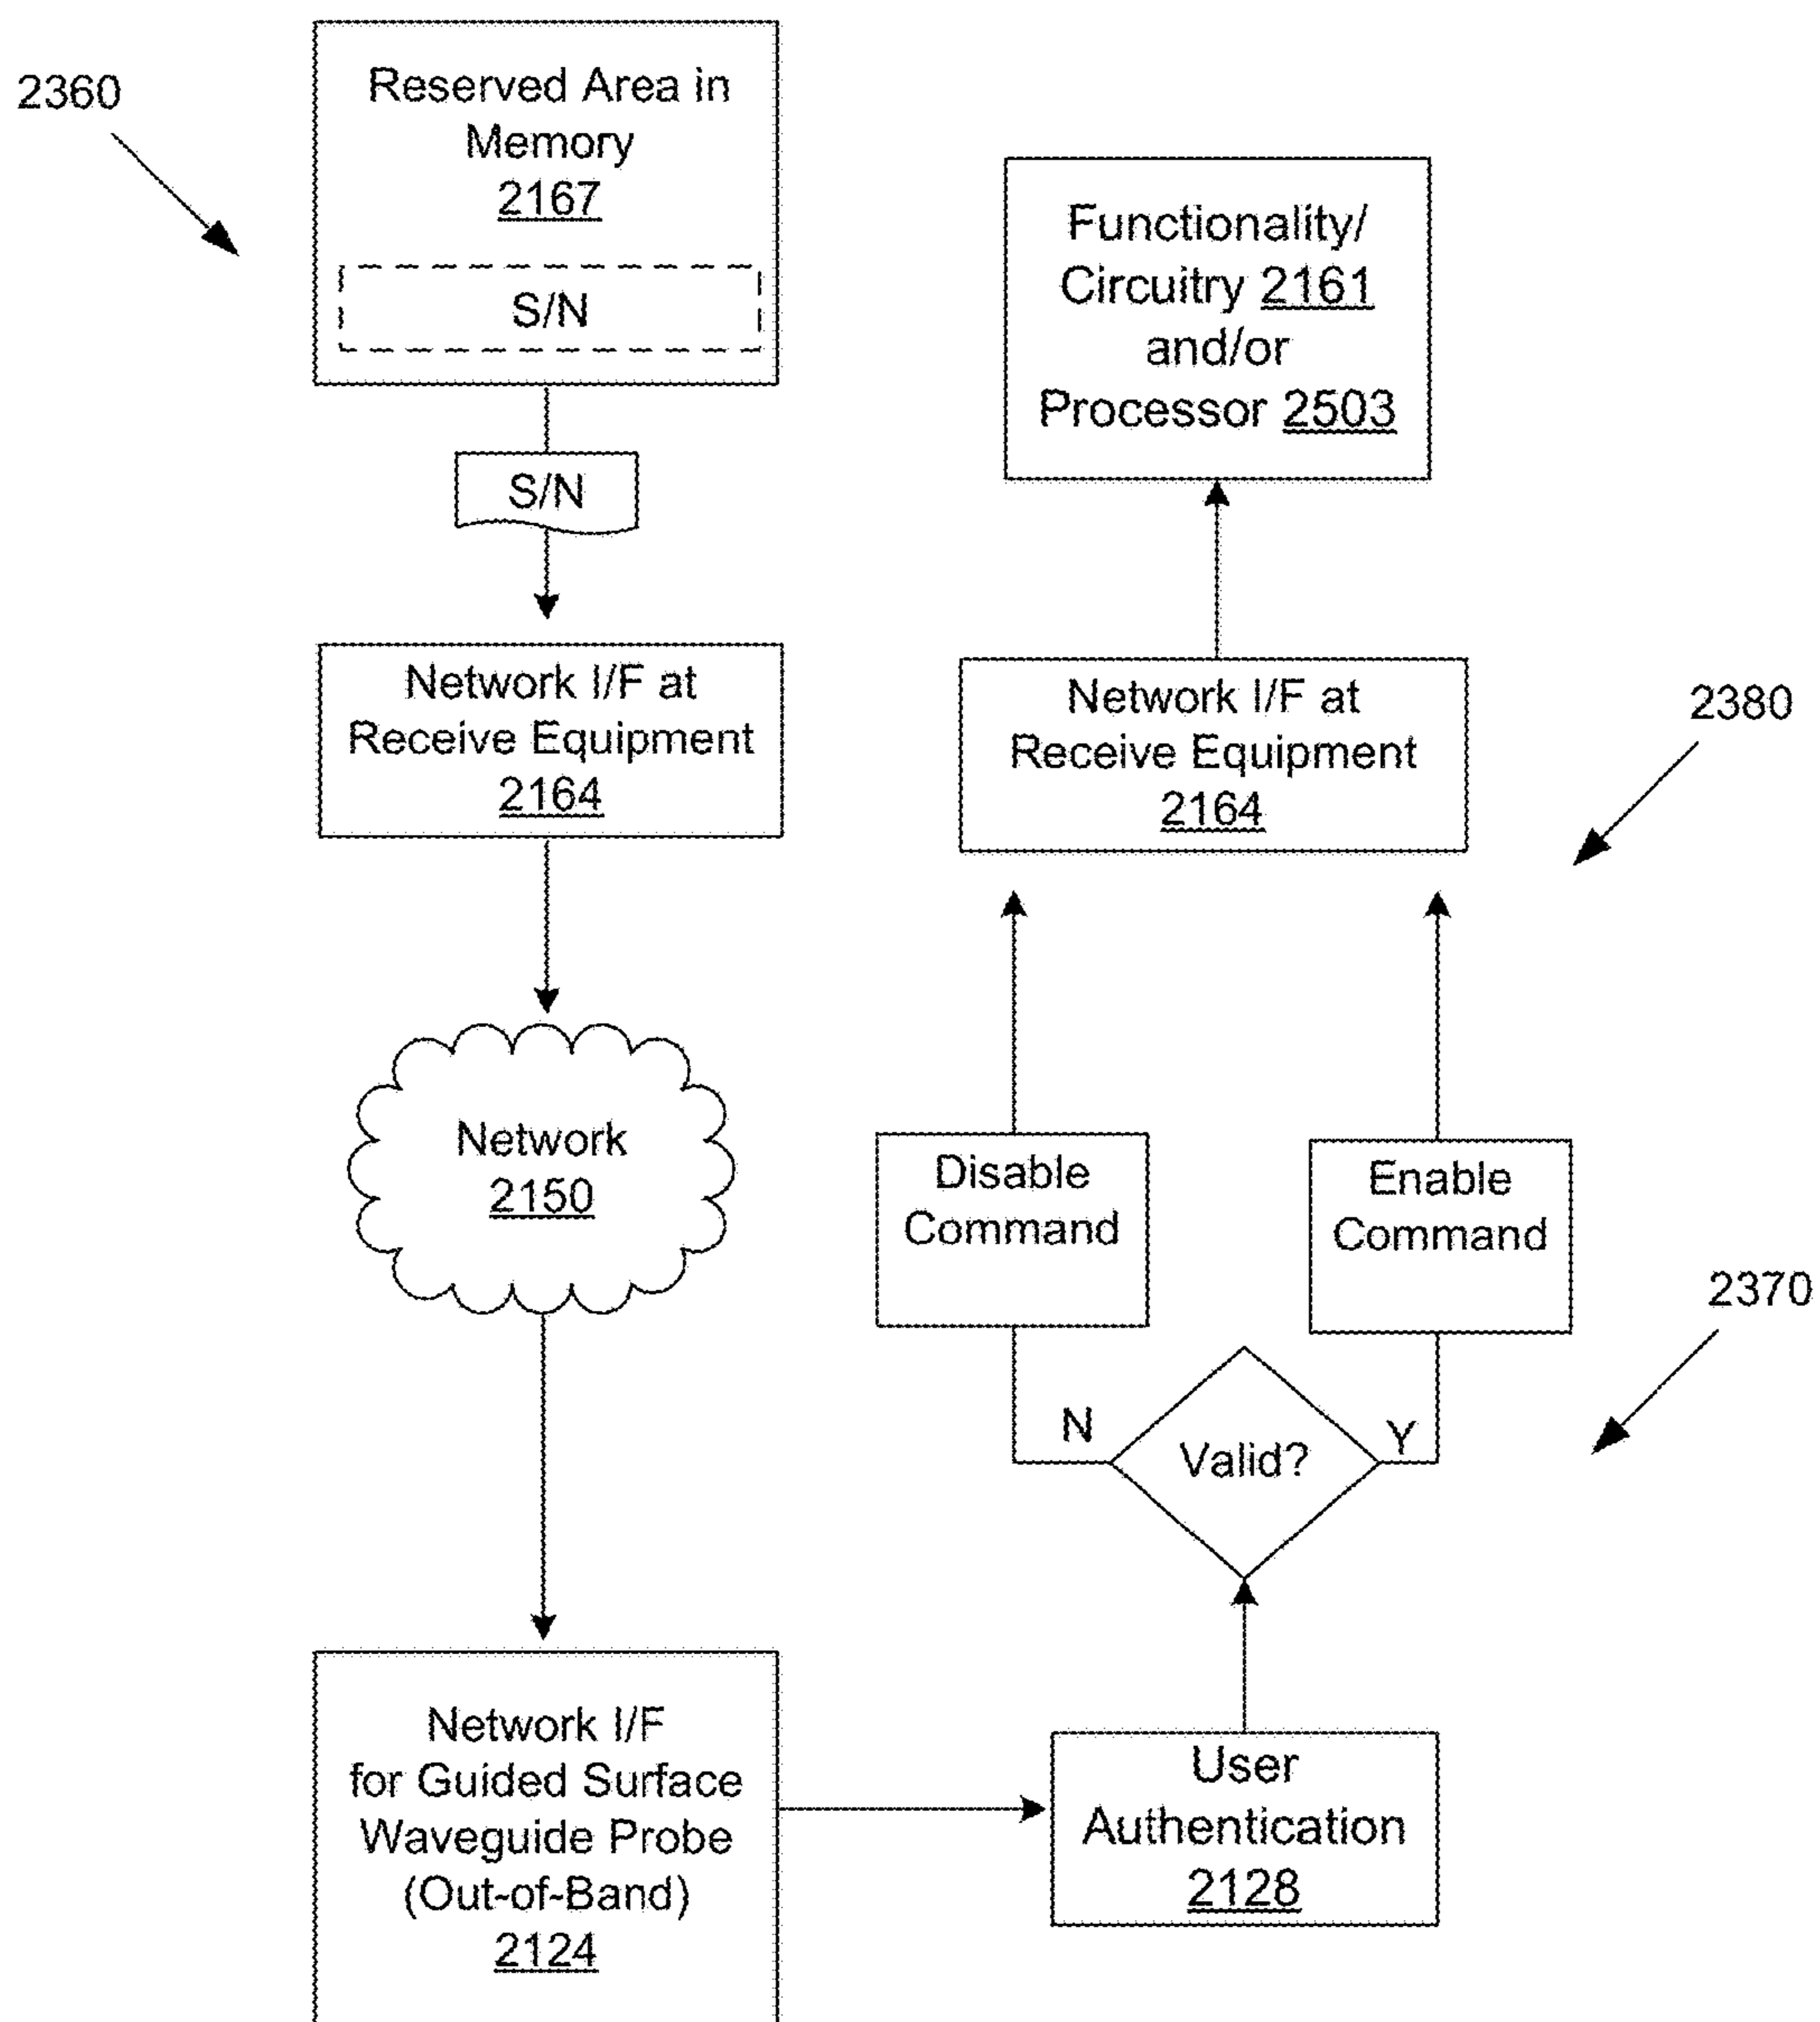 2360
Reserved Area in
Memory
2167
S/N
S/N
Network I/F at
Receive Equipment
2164
Network
2150
Network I/F
for Guided Surface
Waveguide Probe
(Out-of-Band)
2124
Functionality/
Circuitry 2161
and/or
Processor 2503
Network I/F at
Receive Equipment
2164
2380
Disable
Command
Enable
Command
2370
N
Valid?
Y
User
Authentication
2128